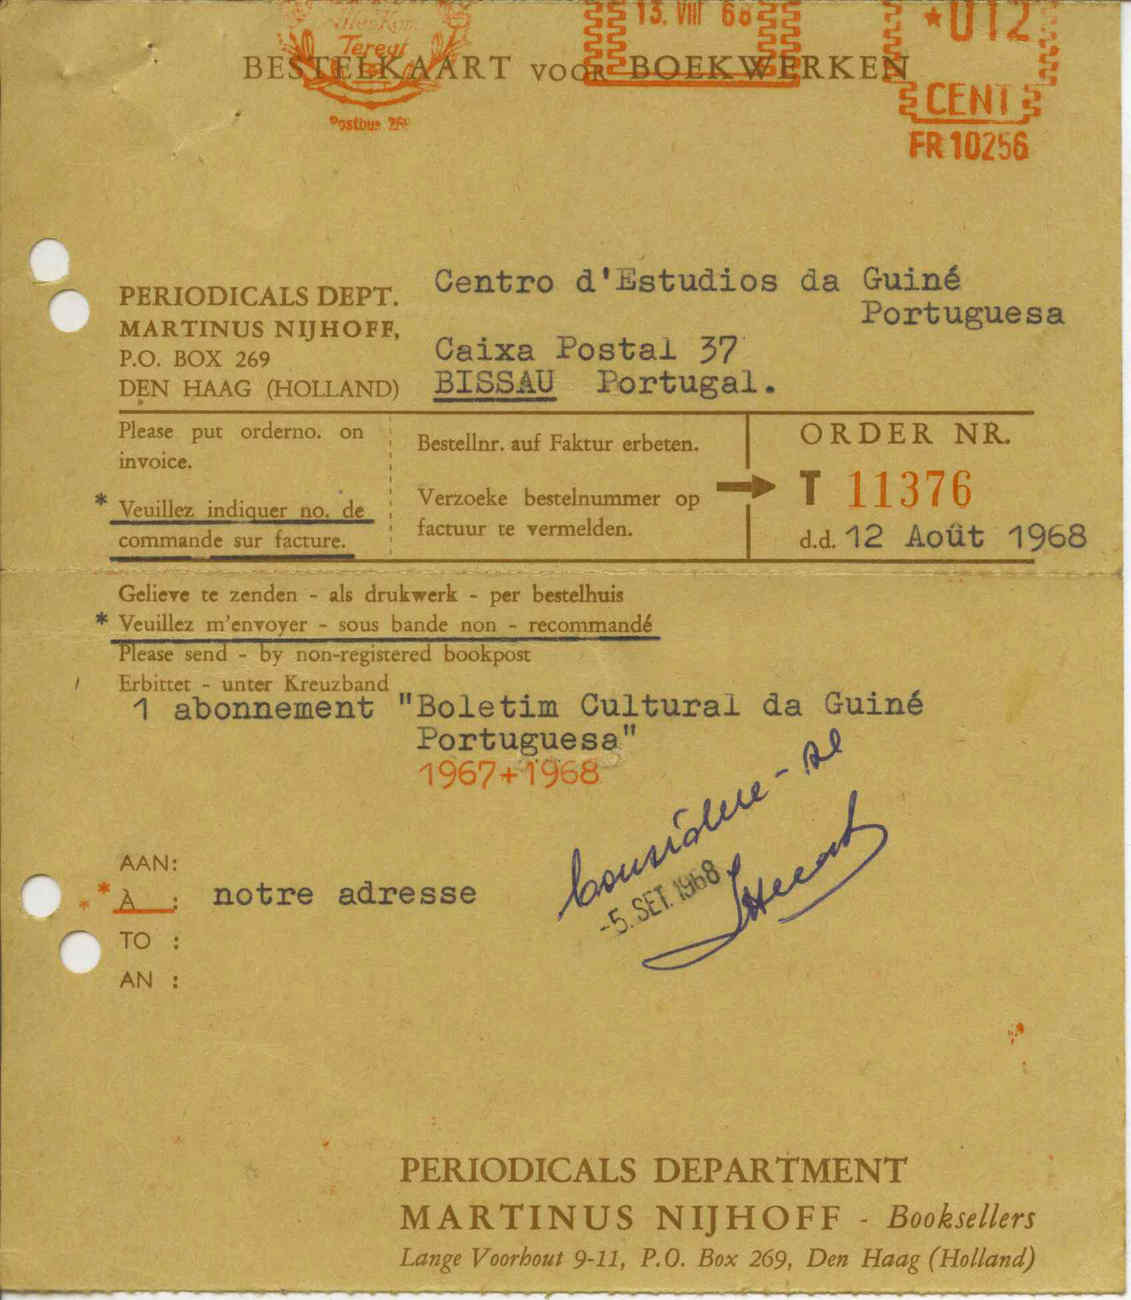 13. VIII 68
*012
Teregt
BESTELKAART VOOR BOEKWERKEN
CENT
Postbus 269
FR 10256
PERIODICALS DEPT.
MARTINUS NIJHOFF,
P.O. BOX 269
DEN HAAG (HOLLAND)
Centro d'Estudios da Guiné
Portuguesa
Caixa Postal 37
BISSAU Portugal.
Please put orderno. on
invoice.
* Veuillez indiquer no. de
commande sur facture.
Bestellnr. auf Faktur erbeten.
Verzoeke bestelnummer op
factuur te vermelden.
ORDER NR.
T 11376
d.d. 12 Août 1968
Gelieve te zenden - als drukwerk - per bestelhuis
* Veuillez m'envoyer - sous bande non - recommandé
Please send - by non-registered bookpost
Erbittet - unter Kreuzband
1 abonnement "Boletim Cultural da Guiné
Portuguesa"
1967+1968
considere-se
-5. SET. 1968
AAN:
* À : notre adresse
TO :
AN :
PERIODICALS DEPARTMENT
MARTINUS NIJHOFF - Booksellers
Lange Voorhout 9-11, P.O. Box 269, Den Haag (Holland)